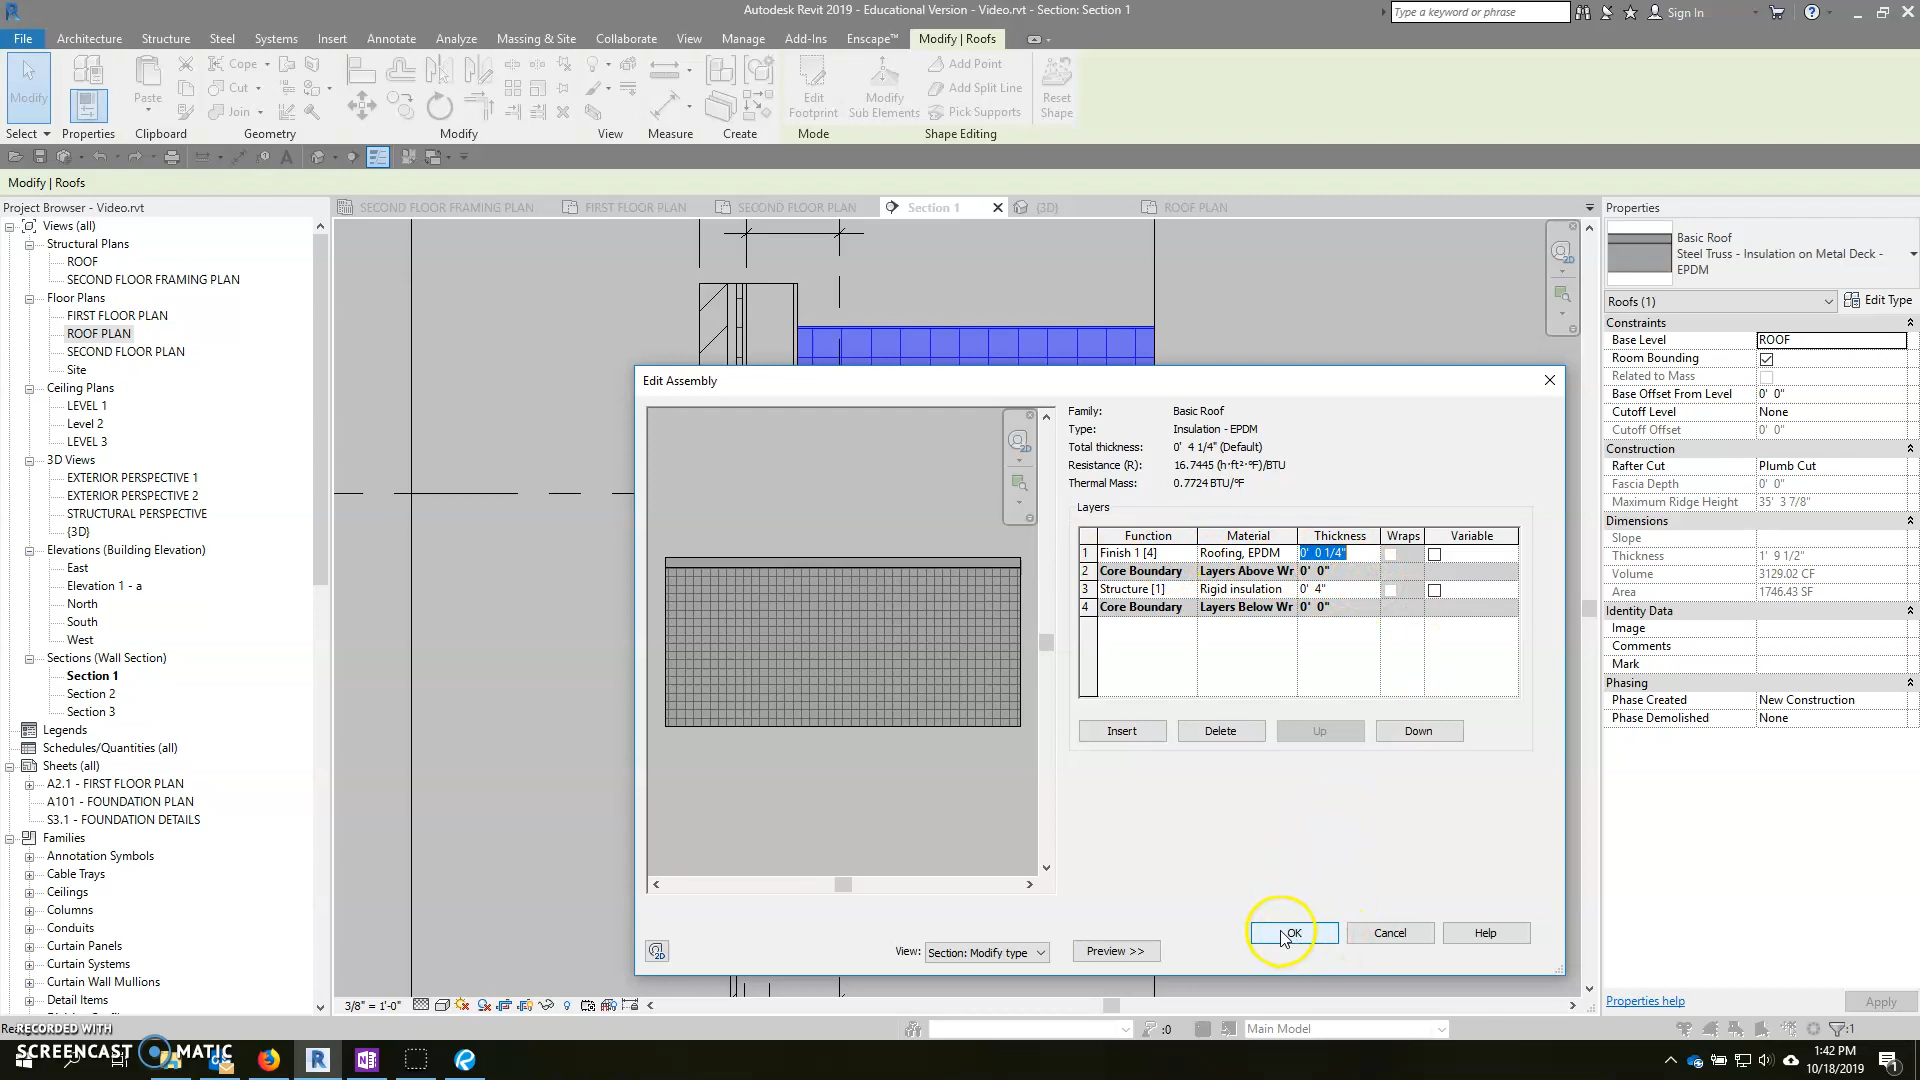 Autodesk Revit 2019 - Educational Version - Video.rvt - Section: Section 1
Type a keyword or phrase
Sign In
File
Architecture
Structure
Steel
Systems
Insert
Annotate
Analyze
Massing & Site
Collaborate
View
Manage
Add-Ins
Enscape™
Modify | Roofs
Modify
Paste
Cope
Cut
Join
Edit
Footprint
Modify
Sub Elements
Add Point
Add Split Line
Pick Supports
Reset
Shape
Select
Properties
Clipboard
Geometry
Modify
View
Measure
Create
Mode
Shape Editing
Modify | Roofs
Project Browser - Video.rvt
Views (all)
Structural Plans
ROOF
SECOND FLOOR FRAMING PLAN
Floor Plans
FIRST FLOOR PLAN
ROOF PLAN
SECOND FLOOR PLAN
Site
Ceiling Plans
LEVEL 1
Level 2
LEVEL 3
3D Views
EXTERIOR PERSPECTIVE 1
EXTERIOR PERSPECTIVE 2
STRUCTURAL PERSPECTIVE
{3D}
Elevations (Building Elevation)
East
Elevation 1 - a
North
South
West
Sections (Wall Section)
Section 1
Section 2
Section 3
Legends
Schedules/Quantities (all)
Sheets (all)
A2.1 - FIRST FLOOR PLAN
A101 - FOUNDATION PLAN
S3.1 - FOUNDATION DETAILS
Families
Annotation Symbols
Cable Trays
Ceilings
Columns
Conduits
Curtain Panels
Curtain Systems
Curtain Wall Mullions
Detail Items
SECOND FLOOR FRAMING PLAN
FIRST FLOOR PLAN
SECOND FLOOR PLAN
Section 1
{3D}
ROOF PLAN
2D
Edit Assembly
2D
Family: Basic Roof
Type: Insulation - EPDM
Total thickness: 0' 4 1/4" (Default)
Resistance (R): 16.7445 (h·ft²·°F)/BTU
Thermal Mass: 0.7724 BTU/°F
Layers
Function Material Thickness Wraps Variable
1 Finish 1 [4] Roofing, EPDM 0' 0 1/4"
2 Core Boundary Layers Above Wr 0' 0"
3 Structure [1] Rigid insulation 0' 4"
4 Core Boundary Layers Below Wr 0' 0"
Insert
Delete
Up
Down
OK
Cancel
Help
2D
View: Section: Modify type
Preview >>
3/8" = 1'-0"
Properties
Basic Roof
Steel Truss - Insulation on Metal Deck -
EPDM
Roofs (1)
Edit Type
Constraints
Base Level ROOF
Room Bounding
Related to Mass
Base Offset From Level 0' 0"
Cutoff Level None
Cutoff Offset 0' 0"
Construction
Rafter Cut Plumb Cut
Fascia Depth 0' 0"
Maximum Ridge Height 35' 3 7/8"
Dimensions
Slope
Thickness 1' 9 1/2"
Volume 3129.02 CF
Area 1746.43 SF
Identity Data
Image
Comments
Mark
Phasing
Phase Created New Construction
Phase Demolished None
Properties help
Apply
:0
Main Model
:1
RECORDED WITH
SCREENCAST MATIC
1:42 PM
10/18/2019
1